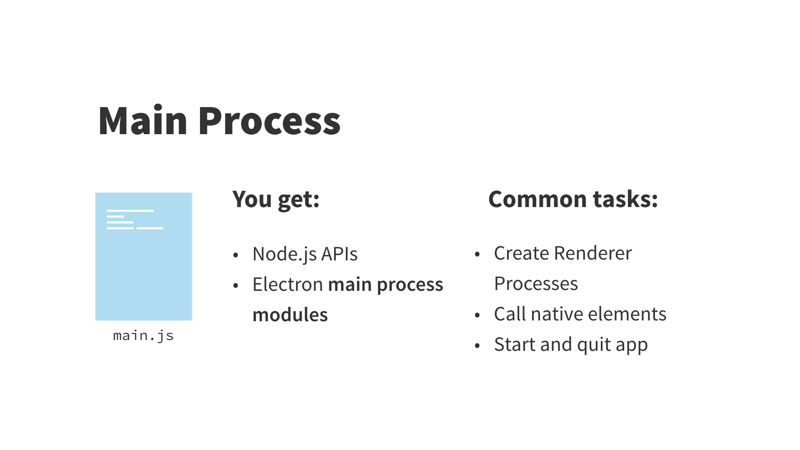 Main Process
You get:
• Node.js APIs
• Electron main process
modules
Common tasks:
• Create Renderer
Processes
• Call native elements
• Start and quit app
main.js